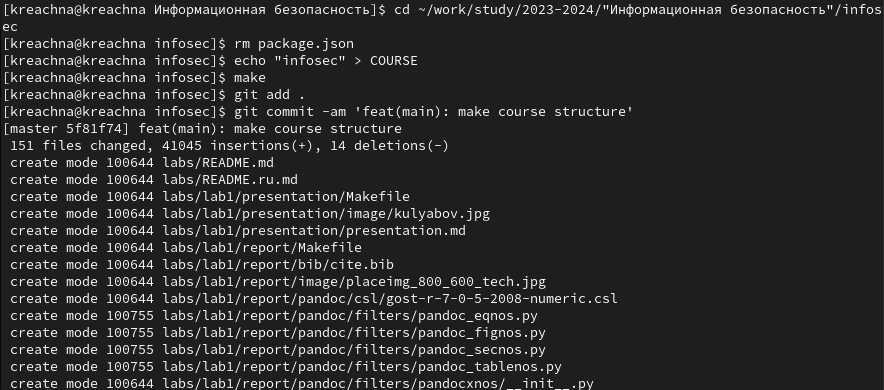 [kreachna@kreachna Информационная безопасность]$ cd ~/work/study/2023-2024/"Информационная безопасность"/infos
ec
[kreachna@kreachna infosec]$ rm package.json
[kreachna@kreachna infosec]$ echo "infosec" > COURSE
[kreachna@kreachna infosec]$ make
[kreachna@kreachna infosec]$ git add .
[kreachna@kreachna infosec]$ git commit -am 'feat(main): make course structure'
[master 5f81f74] feat(main): make course structure
 151 files changed, 41045 insertions(+), 14 deletions(-)
 create mode 100644 labs/README.md
 create mode 100644 labs/README.ru.md
 create mode 100644 labs/lab1/presentation/Makefile
 create mode 100644 labs/lab1/presentation/image/kulyabov.jpg
 create mode 100644 labs/lab1/presentation/presentation.md
 create mode 100644 labs/lab1/report/Makefile
 create mode 100644 labs/lab1/report/bib/cite.bib
 create mode 100644 labs/lab1/report/image/placeimg_800_600_tech.jpg
 create mode 100644 labs/lab1/report/pandoc/csl/gost-r-7-0-5-2008-numeric.csl
 create mode 100755 labs/lab1/report/pandoc/filters/pandoc_eqnos.py
 create mode 100755 labs/lab1/report/pandoc/filters/pandoc_fignos.py
 create mode 100755 labs/lab1/report/pandoc/filters/pandoc_secnos.py
 create mode 100755 labs/lab1/report/pandoc/filters/pandoc_tablenos.py
 create mode 100644 labs/lab1/report/pandoc/filters/pandocxnos/__init__.py